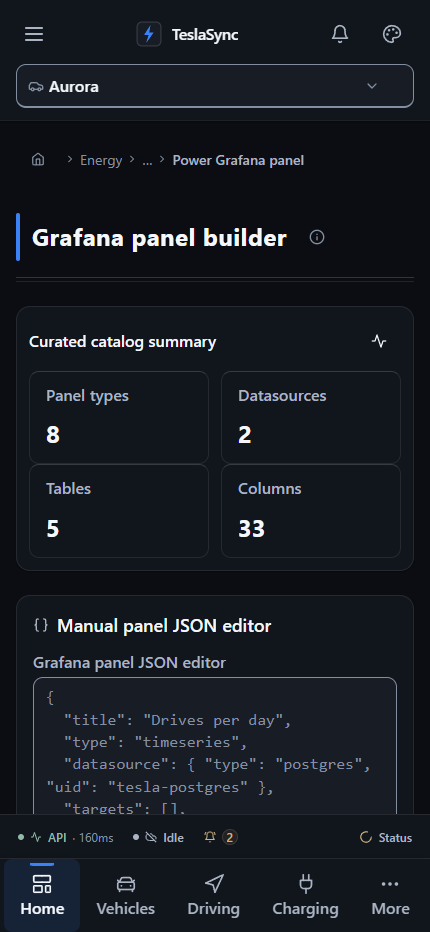 TeslaSync
Aurora
Energy
...
Power Grafana panel
Grafana panel builder
Curated catalog summary
Panel types
8
Datasources
2
Tables
5
Columns
33
{} Manual panel JSON editor
Grafana panel JSON editor
{
"title": "Drives per day",
"type": "timeseries",
"datasource": { "type": "postgres",
"uid": "tesla-postgres" },
"targets": [],
API · 160ms
Idle
2
Status
Home
Vehicles
Driving
Charging
More